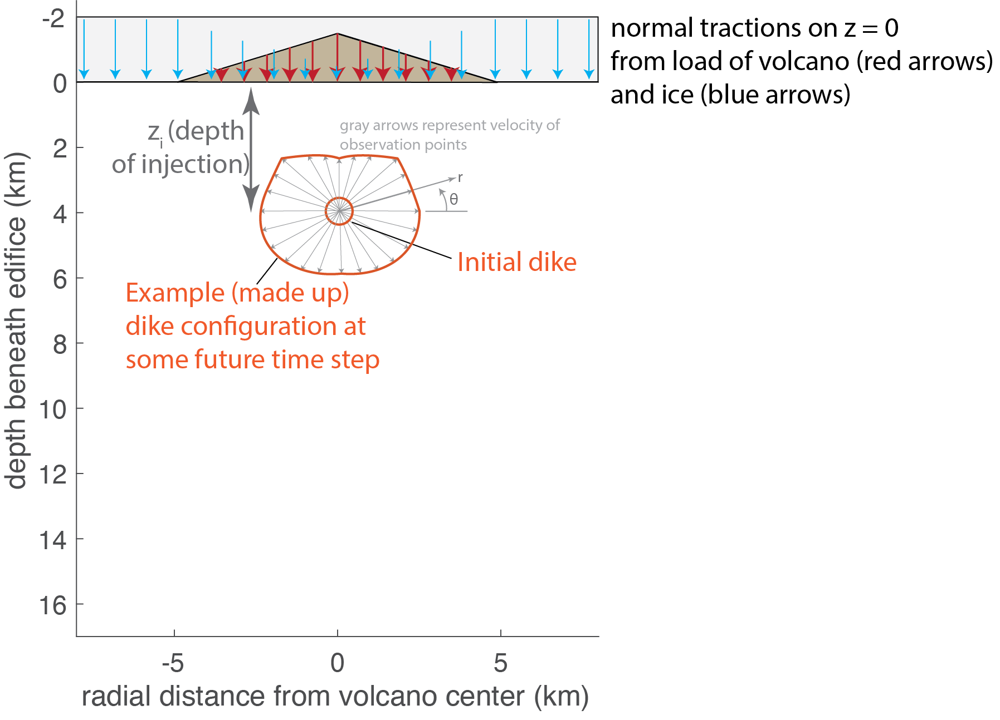 -2
0
2
4
6
8
10
12
14
16
depth beneath edifice (km)
normal tractions on z = 0
from load of volcano (red arrows)
and ice (blue arrows)
zi (depth
of injection)
gray arrows represent velocity of
observation points
r
θ
Initial dike
Example (made up)
dike configuration at
some future time step
-5
0
5
radial distance from volcano center (km)